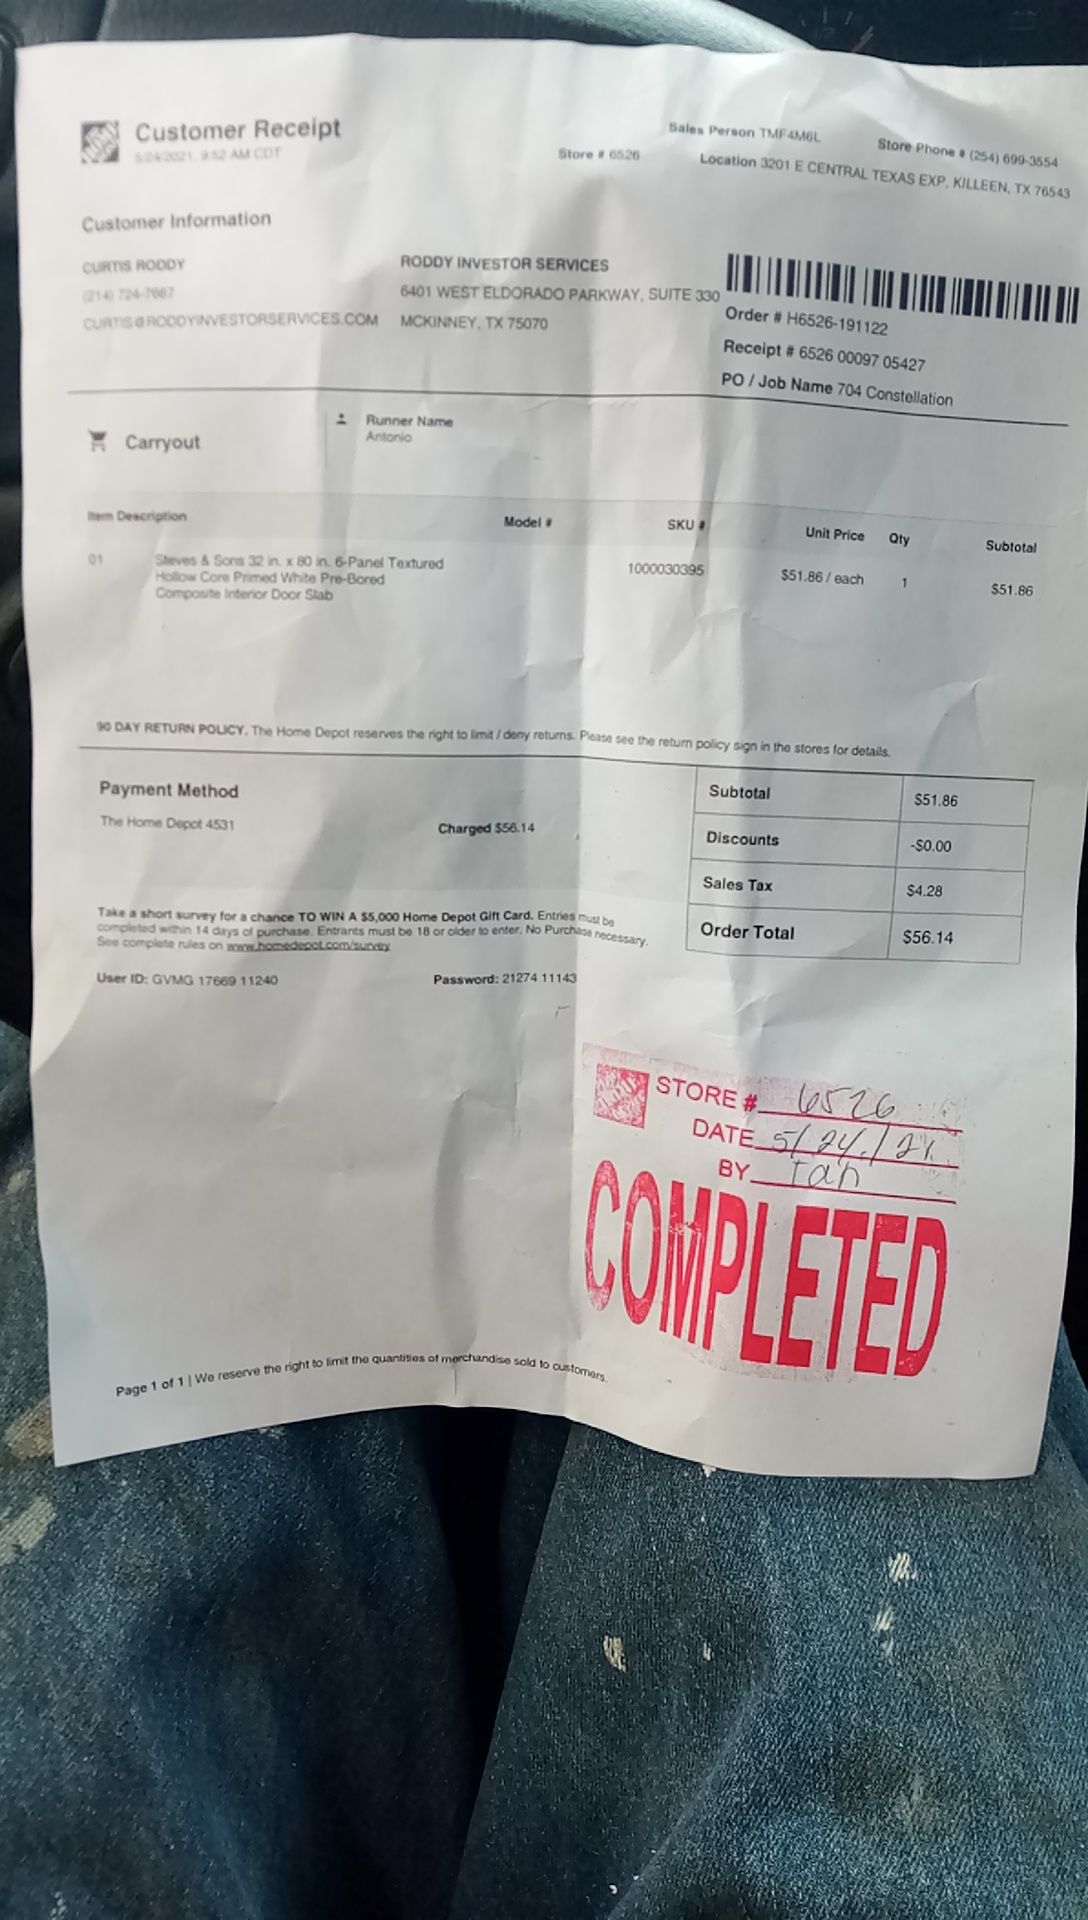 Customer Receipt
5/24/2021, 9:52 AM CDT
Store # 6526
Sales Person TMF4M6L
Store Phone # (254) 699-3554
Location 3201 E CENTRAL TEXAS EXP, KILLEEN, TX 76543
Customer Information
CURTIS RODDY
(214) 724-7667
CURTIS@RODDYINVESTORSERVICES.COM
RODDY INVESTOR SERVICES
6401 WEST ELDORADO PARKWAY, SUITE 330
MCKINNEY, TX 75070
Order # H6526-191122
Receipt # 6526 00097 05427
PO / Job Name 704 Constellation
Carryout
Runner Name
Antonio
Item Description Model # SKU # Unit Price Qty Subtotal
01 Steves & Sons 32 in. x 80 in. 6-Panel Textured 1000030395 $51.86 / each 1 $51.86
Hollow Core Primed White Pre-Bored
Composite Interior Door Slab
90 DAY RETURN POLICY. The Home Depot reserves the right to limit / deny returns. Please see the return policy sign in the stores for details.
Payment Method
The Home Depot 4531 Charged $56.14
Subtotal $51.86
Discounts -$0.00
Sales Tax $4.28
Order Total $56.14
Take a short survey for a chance TO WIN A $5,000 Home Depot Gift Card. Entries must be
completed within 14 days of purchase. Entrants must be 18 or older to enter. No Purchase necessary.
See complete rules on www.homedepot.com/survey
User ID: GVMG 17669 11240 Password: 21274 11143
STORE # 6526
DATE 5/24/21
BY Ian
COMPLETED
Page 1 of 1 | We reserve the right to limit the quantities of merchandise sold to customers.